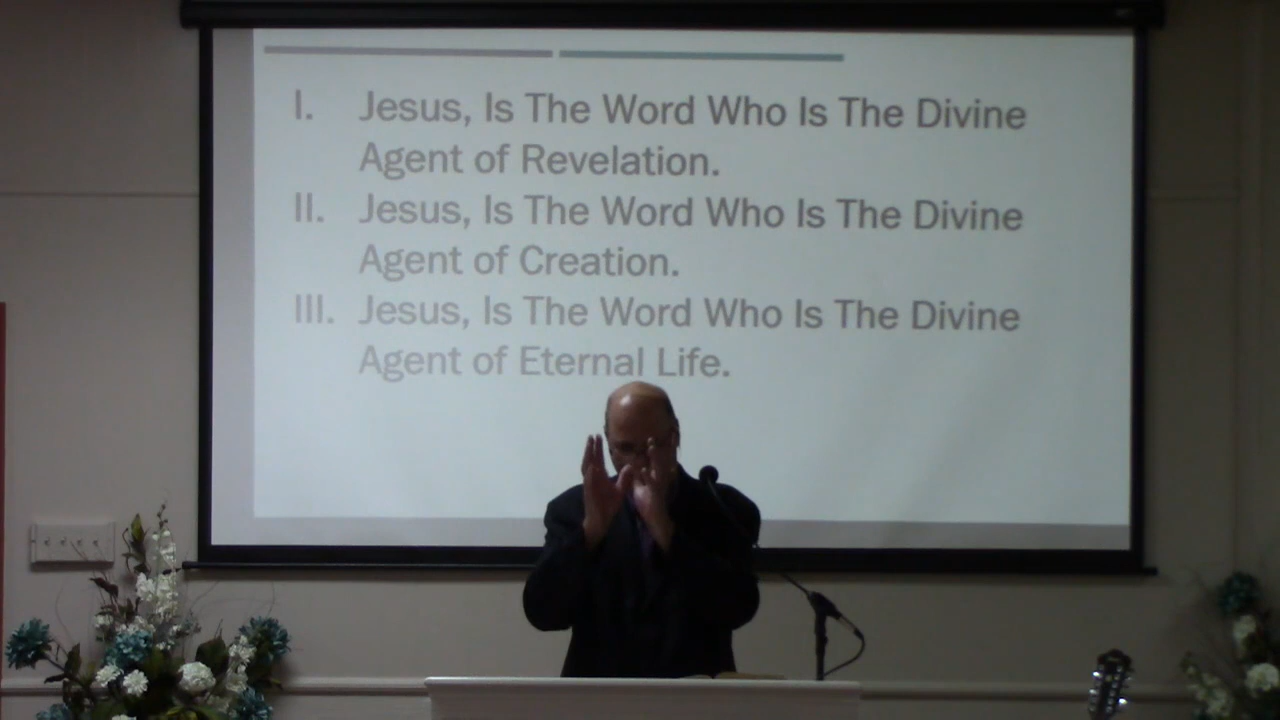 I. Jesus, Is The Word Who Is The Divine
Agent of Revelation.
II. Jesus, Is The Word Who Is The Divine
Agent of Creation.
III. Jesus, Is The Word Who Is The Divine
Agent of Eternal Life.